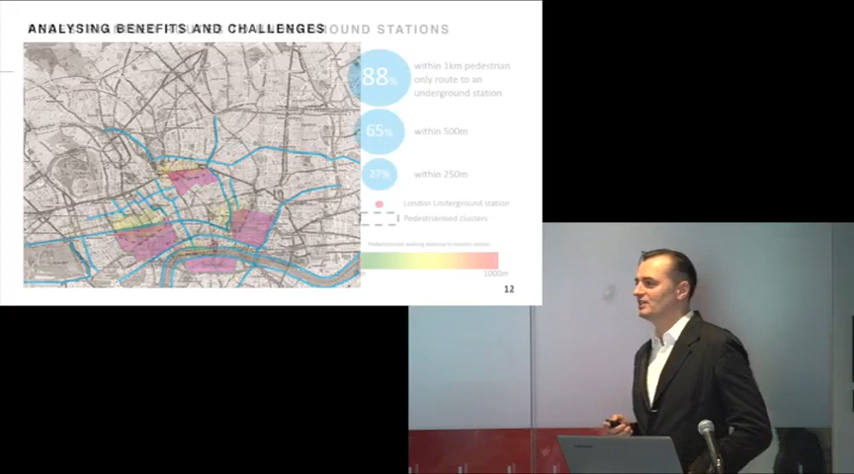 ANALYSING BENEFITS AND CHALLENGES
OUND STATIONS
88%
within 1km pedestrian
only route to an
underground station
65%
within 500m
27%
within 250m
London Underground station
Pedestrianised clusters
1000m
12